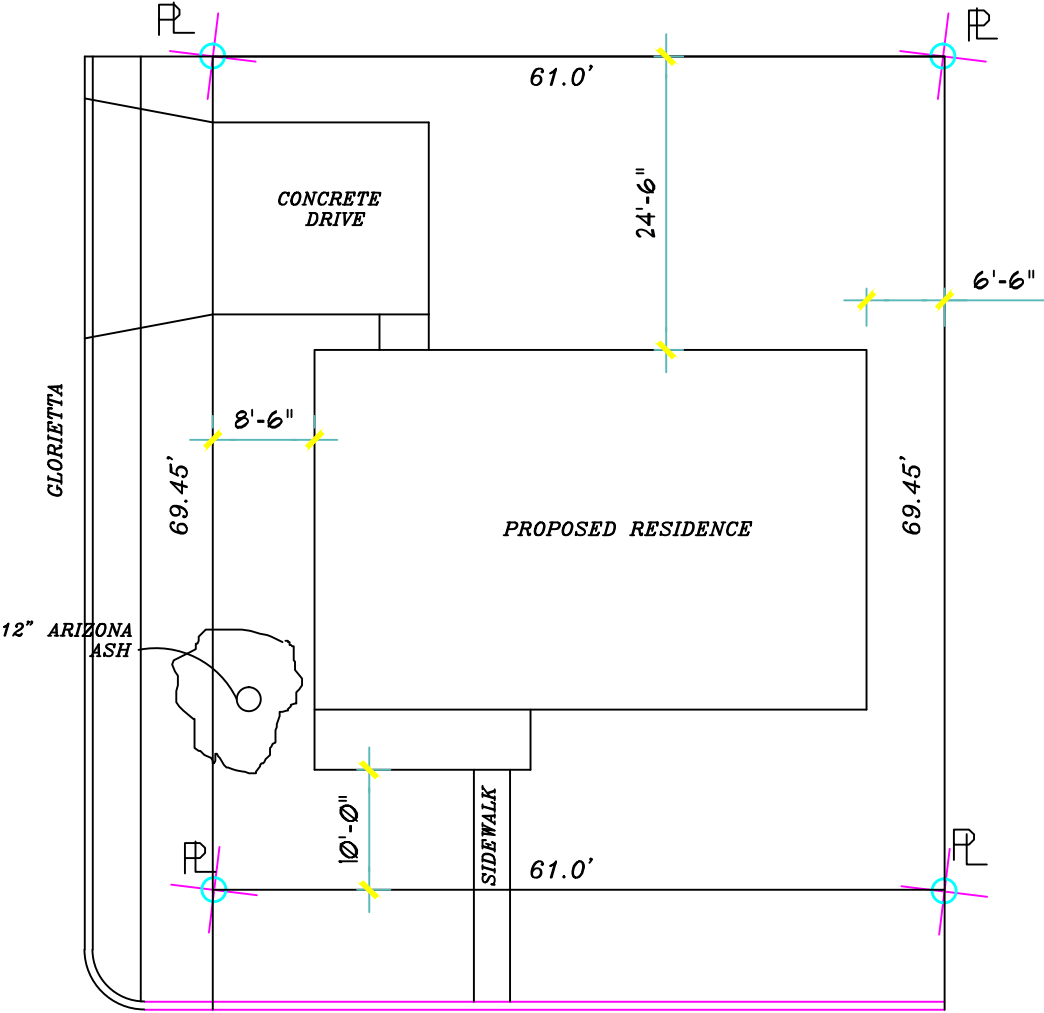 PL
PL
61.0'
24'-6"
CONCRETE
DRIVE
6'-6"
GLORIETTA
8'-6"
69.45'
69.45'
PROPOSED RESIDENCE
12" ARIZONA
ASH
10'-0"
SIDEWALK
61.0'
PL
PL